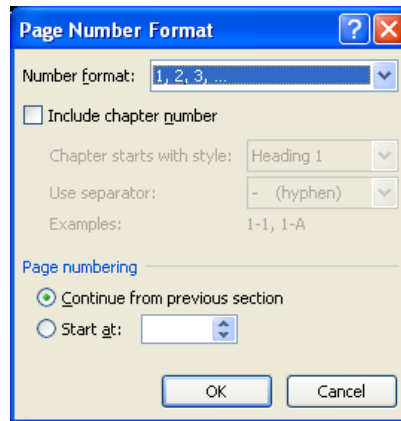 Page Number Format
Number format: 1, 2, 3, ...
Include chapter number
Chapter starts with style: Heading 1
Use separator: - (hyphen)
Examples: 1-1, 1-A
Page numbering
Continue from previous section
Start at:
OK Cancel